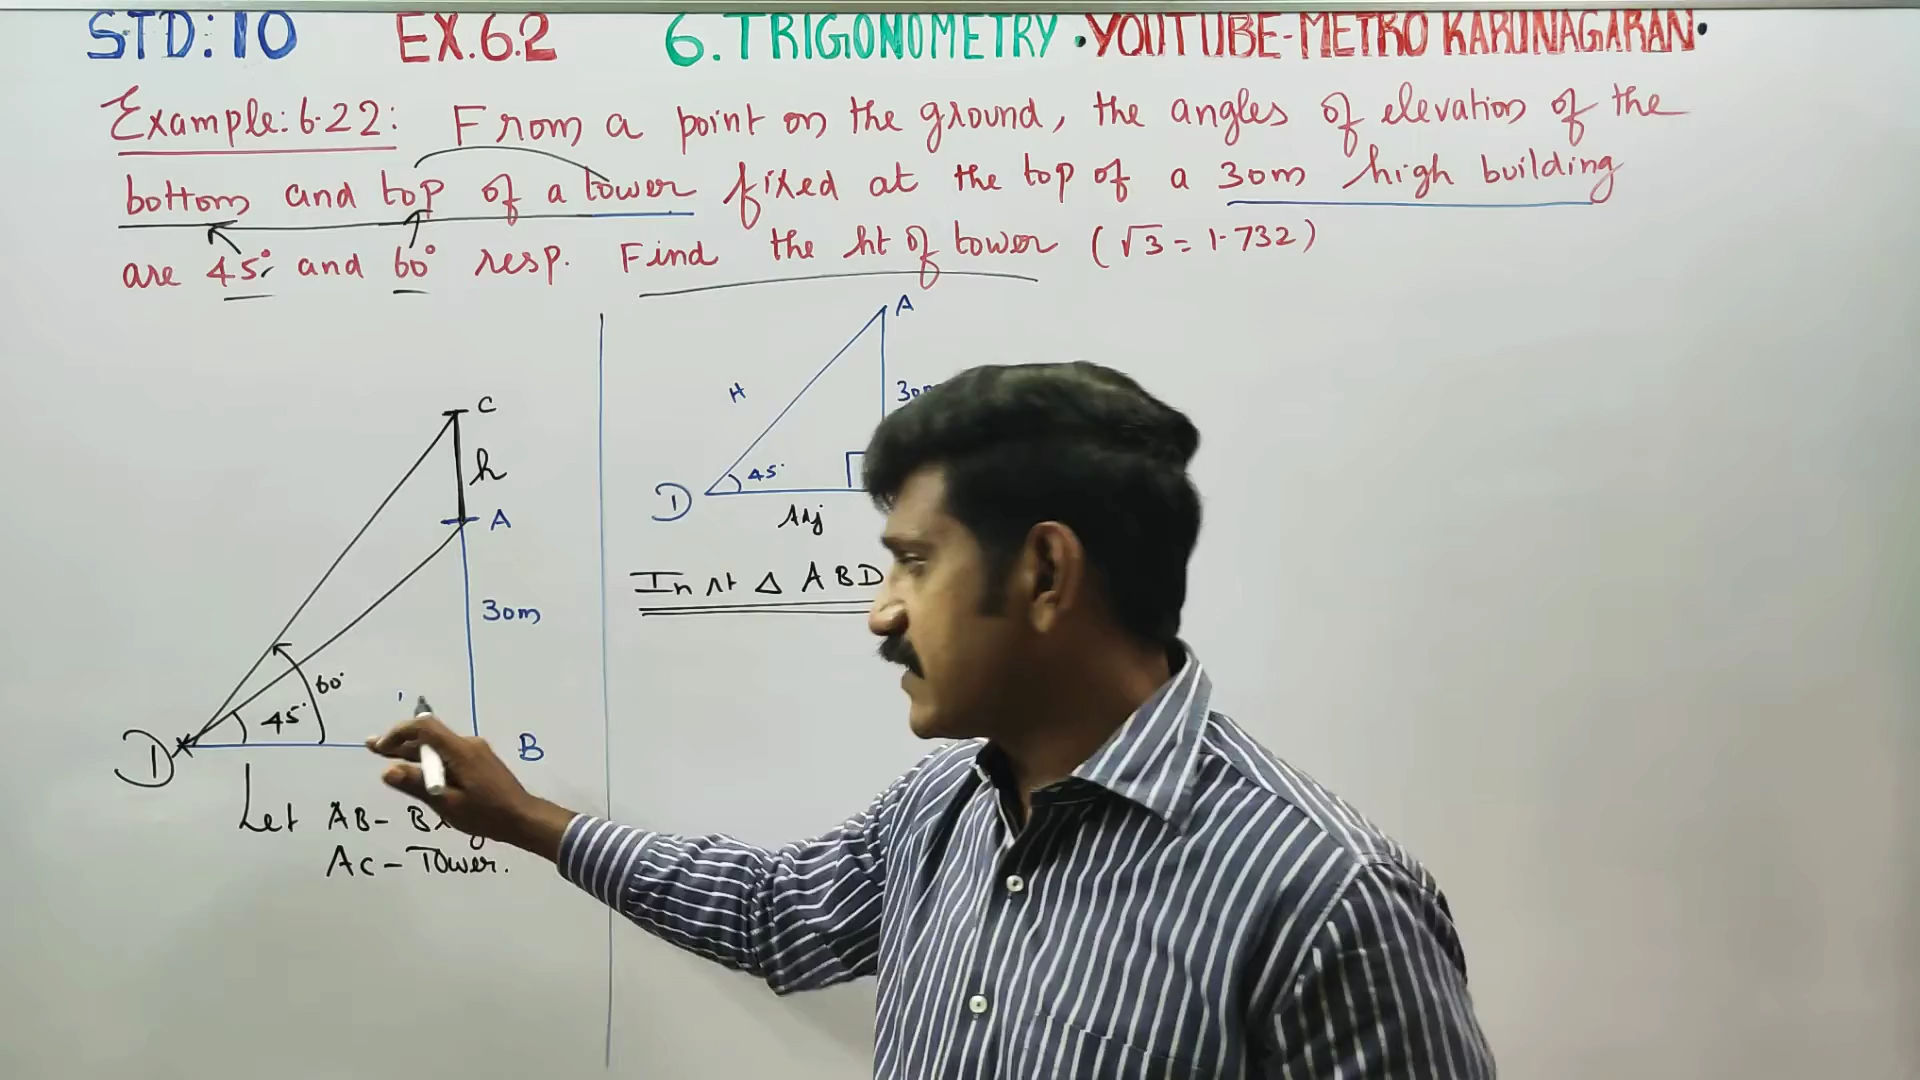 STD: 10 EX.6.2 6. TRIGONOMETRY • YOUTUBE-METRO KARUNAGARAN •
Example: 6.22: From a point on the ground, the angles of elevation of the
bottom and top of a tower fixed at the top of a 30m high building
are 45° and 60° resp. Find the ht of tower (√3 = 1.732)
A
H
30m
45°
D
Adj
In rt Δ ABD
C
h
A
30m
60°
45°
D
B
Let AB-
AC - Tower.